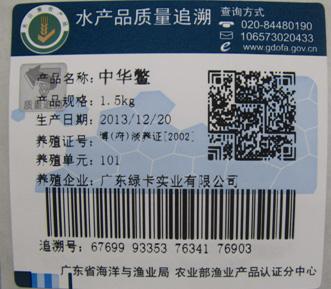 水产品质量追溯
查询方式
020-84480190
106573020433
www.gdofa.gov.cn
产品名称: 中华鳖
产品规格: 1.5kg
生产日期: 2013/12/20
养殖证号: 博(府)淡养证[2002]
养殖单元: 101
养殖企业: 广东绿卡实业有限公司
追溯号: 67699 93353 76341 76903
广东省海洋与渔业局 农业部渔业产品认证分中心